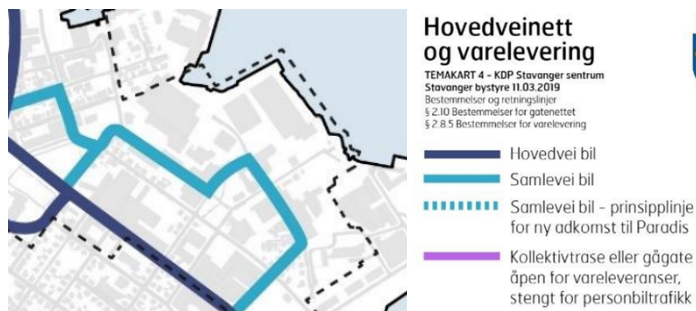 Hovedveinett
og varelevering
TEMAKART 4 - KDP Stavanger sentrum
Stavanger bystyre 11.03.2019
Bestemmelser og retningslinjer
§ 2.10 Bestemmelser for gatenettet
§ 2.8.5 Bestemmelser for varelevering
Hovedvei bil
Samlevei bil
Samlevei bil - prinsipplinje
for ny adkomst til Paradis
Kollektivtrase eller gågate
åpen for vareleveranser,
stengt for personbiltrafikk